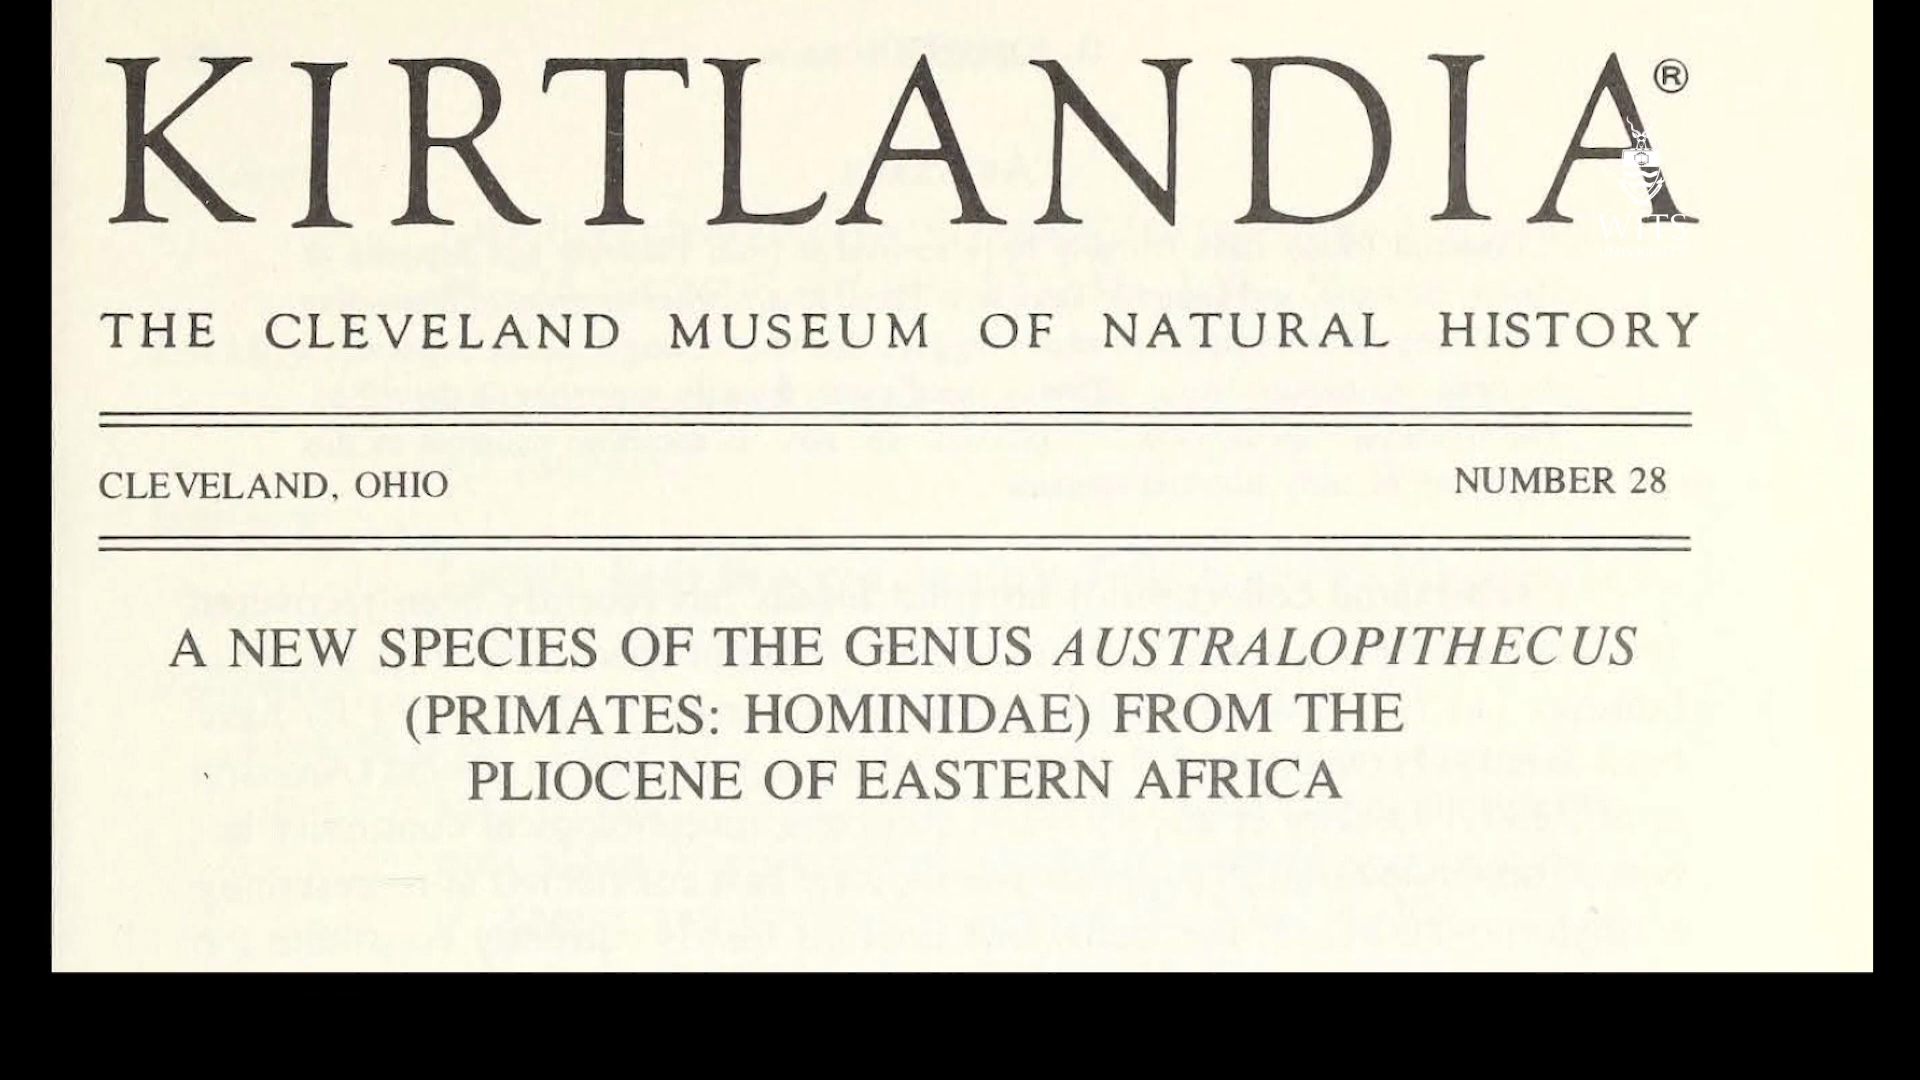 KIRTLANDIA®
WITS
THE CLEVELAND MUSEUM OF NATURAL HISTORY
CLEVELAND, OHIO
NUMBER 28
A NEW SPECIES OF THE GENUS AUSTRALOPITHECUS
(PRIMATES: HOMINIDAE) FROM THE
PLIOCENE OF EASTERN AFRICA